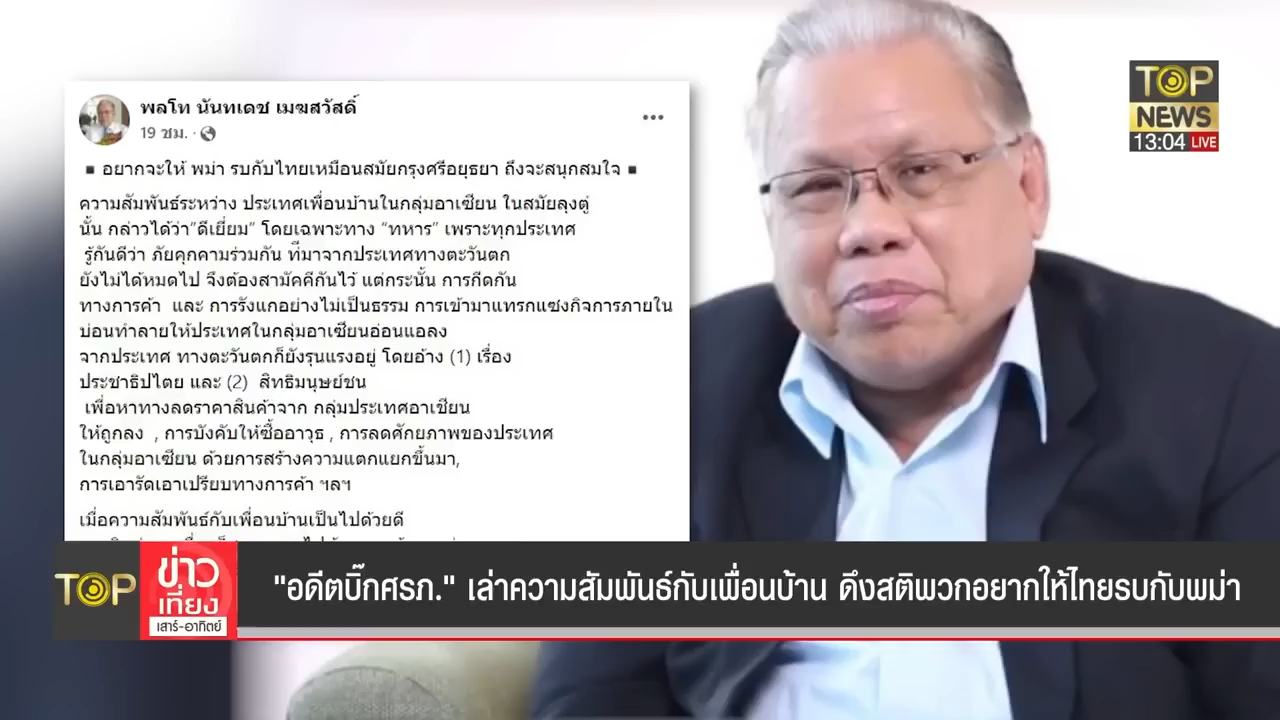 พลโท นันทเดช เมฆสวัสดิ์
19 ชม. ·
▪ อยากจะให้ พม่า รบกับไทยเหมือนสมัยกรุงศรีอยุธยา ถึงจะสนุกสมใจ ▪
ความสัมพันธ์ระหว่าง ประเทศเพื่อนบ้านในกลุ่มอาเซียน ในสมัยลุงตู่
นั้น กล่าวได้ว่า“ดีเยี่ยม” โดยเฉพาะทาง “ทหาร” เพราะทุกประเทศ
รู้กันดีว่า ภัยคุกคามร่วมกัน ที่มาจากประเทศทางตะวันตก
ยังไม่ได้หมดไป จึงต้องสามัคคีกันไว้ แต่กระนั้น การกีดกัน
ทางการค้า และ การรังแกอย่างไม่เป็นธรรม การเข้ามาแทรกแซงกิจการภายใน
บ่อนทำลายให้ประเทศในกลุ่มอาเซียนอ่อนแอลง
จากประเทศ ทางตะวันตกก็ยังรุนแรงอยู่ โดยอ้าง (1) เรื่อง
ประชาธิปไตย และ (2) สิทธิมนุษย์ชน
เพื่อหาทางลดราคาสินค้าจาก กลุ่มประเทศอาเซียน
ให้ถูกลง , การบังคับให้ซื้ออาวุธ , การลดศักยภาพของประเทศ
ในกลุ่มอาเซียน ด้วยการสร้างความแตกแยกขึ้นมา,
การเอารัดเอาเปรียบทางการค้า ฯลฯ
เมื่อความสัมพันธ์กับเพื่อนบ้านเป็นไปด้วยดี
TOP
NEWS
13:04 LIVE
TOP
ข่าว
เที่ยง
เสาร์-อาทิตย์
"อดีตบิ๊กศรภ." เล่าความสัมพันธ์กับเพื่อนบ้าน ดึงสติพวกอยากให้ไทยรบกับพม่า